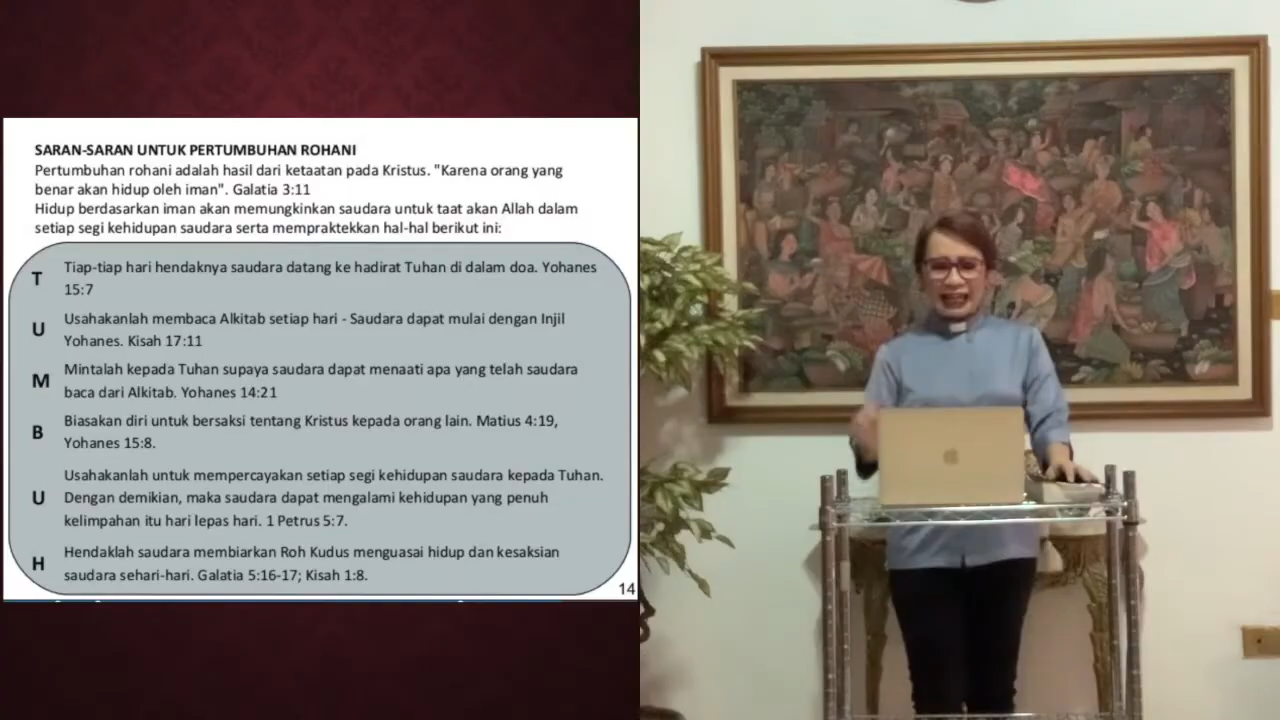 SARAN-SARAN UNTUK PERTUMBUHAN ROHANI
Pertumbuhan rohani adalah hasil dari ketaatan pada Kristus. "Karena orang yang
benar akan hidup oleh iman". Galatia 3:11
Hidup berdasarkan iman akan memungkinkan saudara untuk taat akan Allah dalam
setiap segi kehidupan saudara serta mempraktekkan hal-hal berikut ini:
T Tiap-tiap hari hendaknya saudara datang ke hadirat Tuhan di dalam doa. Yohanes
15:7
U Usahakanlah membaca Alkitab setiap hari - Saudara dapat mulai dengan Injil
Yohanes. Kisah 17:11
M Mintalah kepada Tuhan supaya saudara dapat menaati apa yang telah saudara
baca dari Alkitab. Yohanes 14:21
B Biasakan diri untuk bersaksi tentang Kristus kepada orang lain. Matius 4:19,
Yohanes 15:8.
U Usahakanlah untuk mempercayakan setiap segi kehidupan saudara kepada Tuhan.
Dengan demikian, maka saudara dapat mengalami kehidupan yang penuh
kelimpahan itu hari lepas hari. 1 Petrus 5:7.
H Hendaklah saudara membiarkan Roh Kudus menguasai hidup dan kesaksian
saudara sehari-hari. Galatia 5:16-17; Kisah 1:8.
14